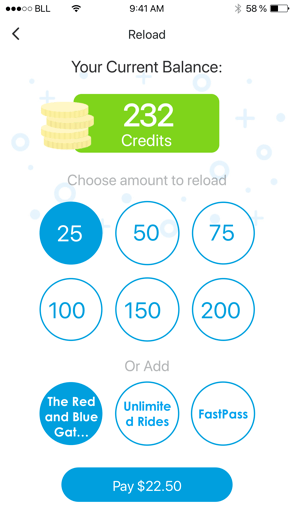 BLL 9:41 AM 58 %
Reload
Your Current Balance:
232
Credits
Choose amount to reload
25 50 75
100 150 200
Or Add
The Red
and Blue
Gat...
Unlimite
d Rides
FastPass
Pay $22.50